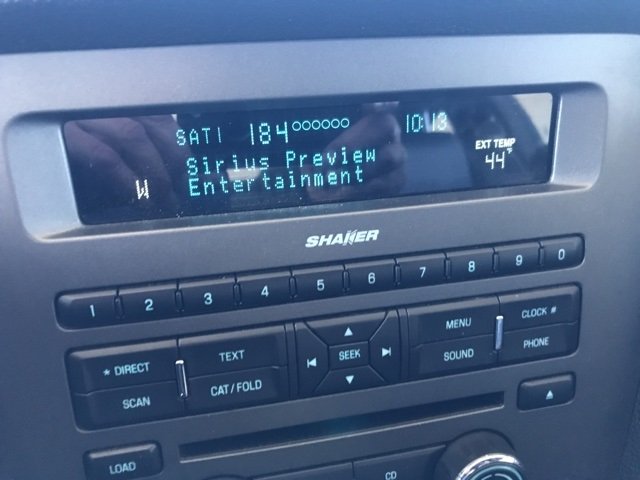 SAT1 184 10:13
Sirius Preview
EXT TEMP
44°F
Entertainment
W
SHAKER
1 2 3 4 5 6 7 8 9 0
* DIRECT TEXT SEEK MENU CLOCK #
SCAN CAT/FOLD SOUND PHONE
LOAD CD